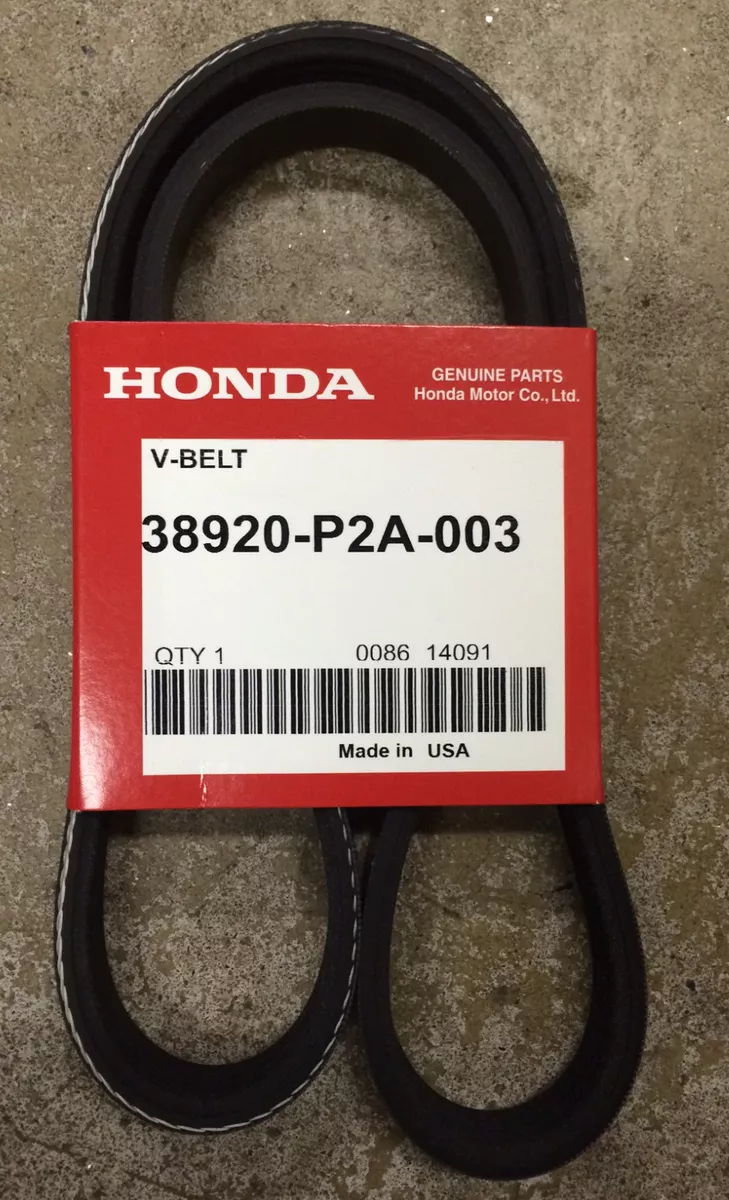 HONDA
GENUINE PARTS
Honda Motor Co., Ltd.
V-BELT
38920-P2A-003
QTY 1 0086 14091
Made in USA